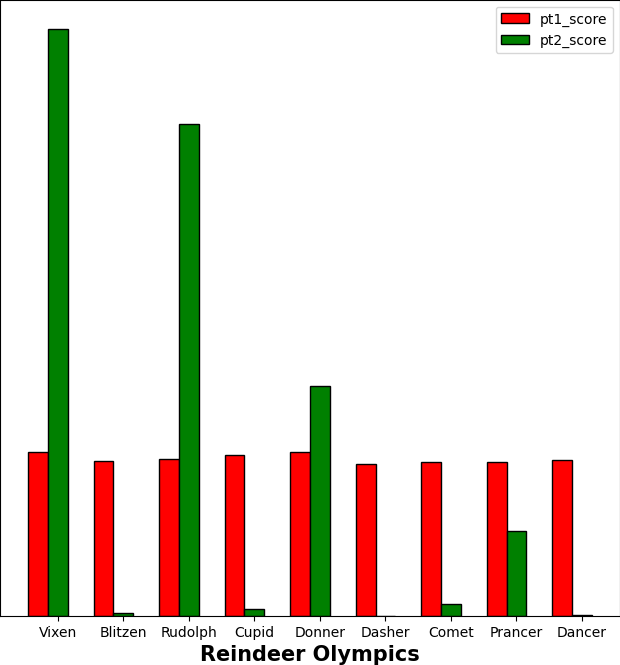 pt1_score
pt2_score
Vixen Blitzen Rudolph Cupid Donner Dasher Comet Prancer Dancer
Reindeer Olympics